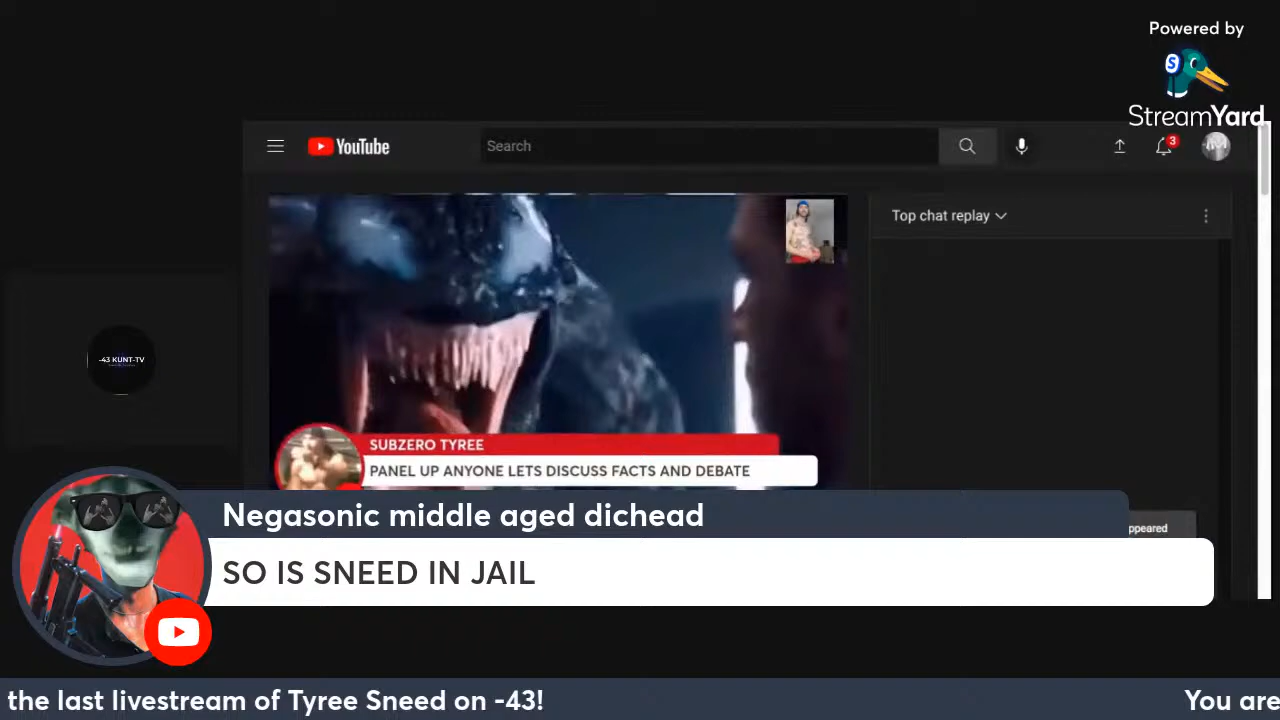 Powered by
StreamYard
YouTube
Search
3
Top chat replay
-43 KUNT-TV
SUBZERO TYREE
PANEL UP ANYONE LETS DISCUSS FACTS AND DEBATE
Negasonic middle aged dichead
ppeared
SO IS SNEED IN JAIL
the last livestream of Tyree Sneed on -43!
You are